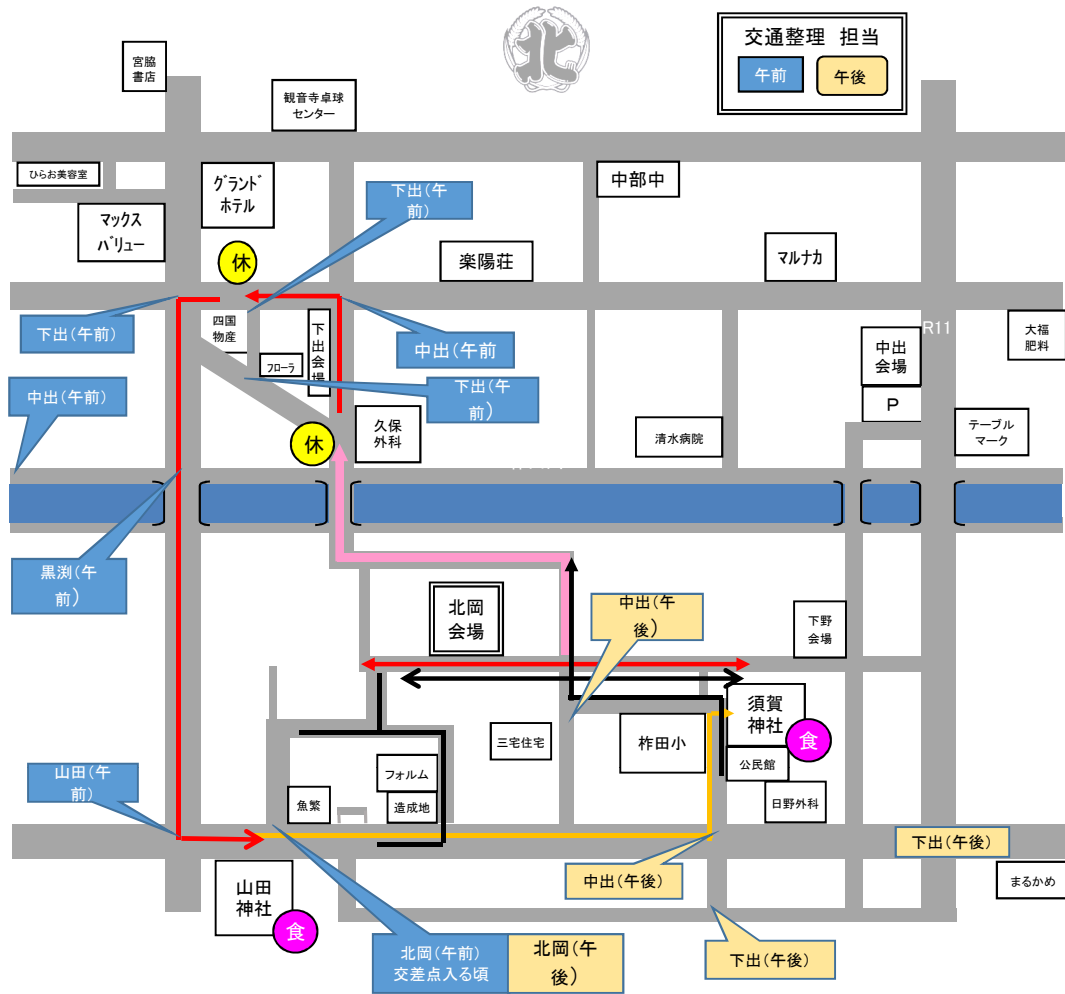 北
交通整理 担当
午前
午後
宮脇
書店
観音寺卓球
センター
ひらお美容室
グランド
ホテル
下出(午
前)
中部中
マックス
バリュー
楽陽荘
マルナカ
休
下出(午前)
四国
物産
下出会場
中出(午前
R11
大福
肥料
フローラ
中出
会場
中出(午前)
下出(午
前)
P
休
久保
外科
清水病院
テーブル
マーク
黒渕(午
前)
北岡
会場
中出(午
後)
下野
会場
須賀
神社
三宅住宅
柞田小
食
公民館
山田(午
前)
フォルム
魚繁
造成地
日野外科
下出(午後)
中出(午後)
まるかめ
山田
神社
食
北岡(午前)
交差点入る頃
北岡(午
後)
下出(午後)